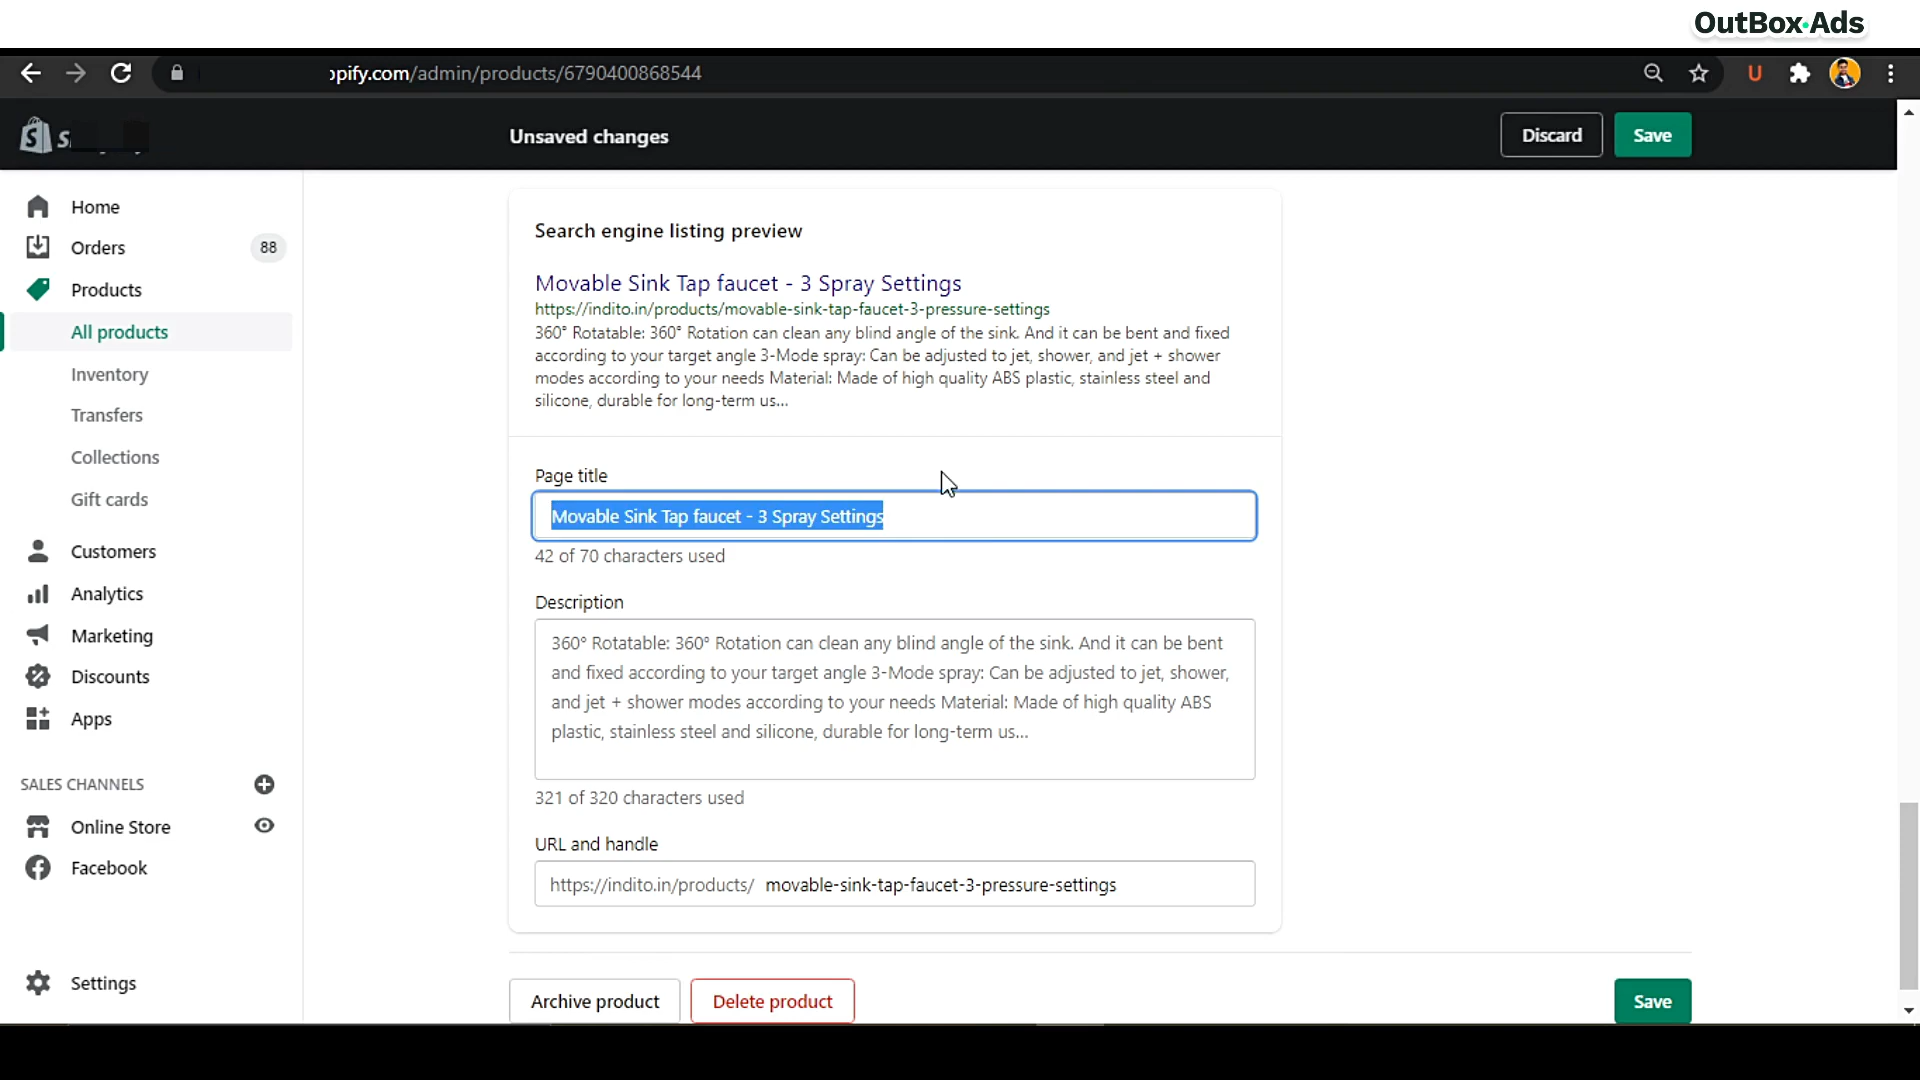 OutBox Ads
opify.com/admin/products/6790400868544
U
Unsaved changes
Discard
Save
Home
Orders
88
Products
All products
Inventory
Transfers
Collections
Gift cards
Customers
Analytics
Marketing
Discounts
Apps
SALES CHANNELS
Online Store
Facebook
Settings
Search engine listing preview
Movable Sink Tap faucet - 3 Spray Settings
https://indito.in/products/movable-sink-tap-faucet-3-pressure-settings
360° Rotatable: 360° Rotation can clean any blind angle of the sink. And it can be bent and fixed
according to your target angle 3-Mode spray: Can be adjusted to jet, shower, and jet + shower
modes according to your needs Material: Made of high quality ABS plastic, stainless steel and
silicone, durable for long-term us...
Page title
Movable Sink Tap faucet - 3 Spray Settings
42 of 70 characters used
Description
360° Rotatable: 360° Rotation can clean any blind angle of the sink. And it can be bent
and fixed according to your target angle 3-Mode spray: Can be adjusted to jet, shower,
and jet + shower modes according to your needs Material: Made of high quality ABS
plastic, stainless steel and silicone, durable for long-term us...
321 of 320 characters used
URL and handle
https://indito.in/products/ movable-sink-tap-faucet-3-pressure-settings
Archive product
Delete product
Save